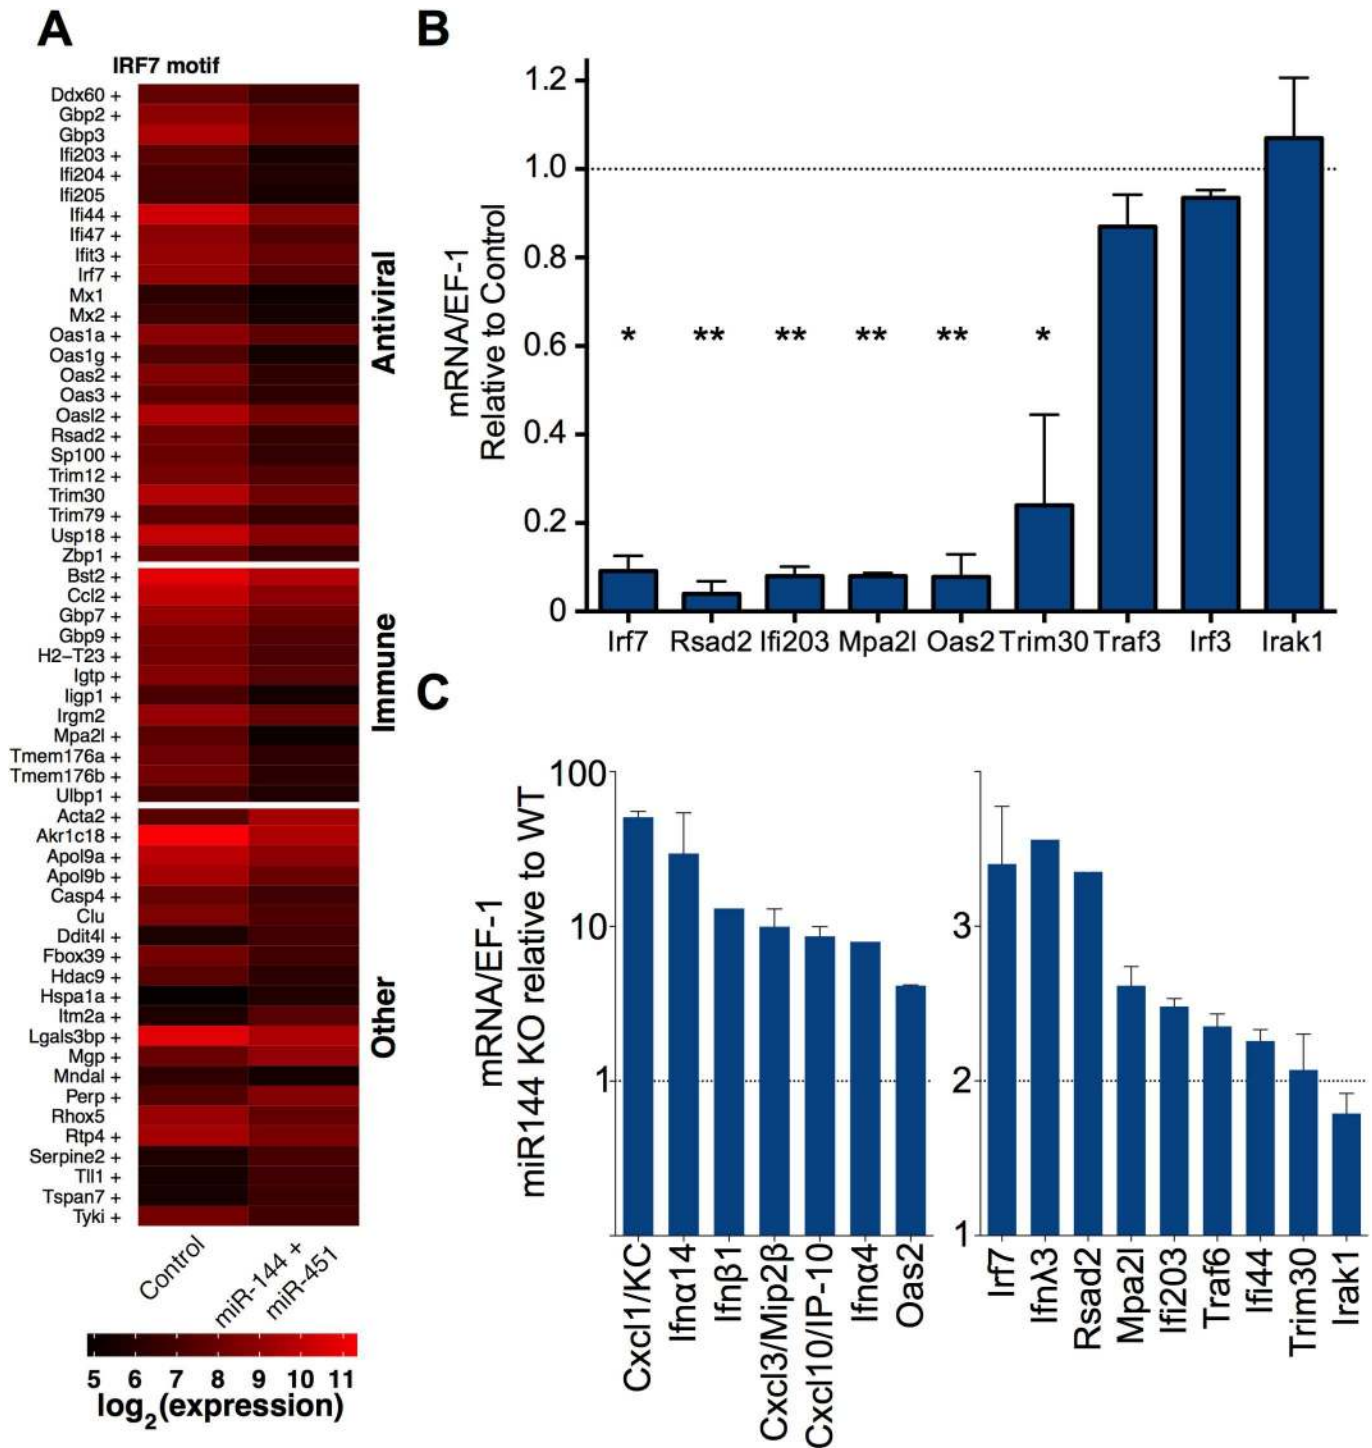 A
IRF7 motif
Ddx60 +
Gbp2 +
Gbp3
Ifi203 +
Ifi204 +
Ifi205
Ifi44 +
Ifi47 +
Ifit3 +
Irf7 +
Mx1
Mx2 +
Oas1a +
Oas1g +
Oas2 +
Oas3 +
Oasl2 +
Rsad2 +
Sp100 +
Trim12 +
Trim30
Trim79 +
Usp18 +
Zbp1 +
Antiviral
Bst2 +
Ccl2 +
Gbp7 +
Gbp9 +
H2−T23 +
Igtp +
Iigp1 +
Irgm2
Mpa2l +
Tmem176a +
Tmem176b +
Ulbp1 +
Immune
Acta2 +
Akr1c18 +
Apol9a +
Apol9b +
Casp4 +
Clu
Ddit4l +
Fbox39 +
Hdac9 +
Hspa1a +
Itm2a +
Lgals3bp +
Mgp +
Mndal +
Perp +
Rhox5
Rtp4 +
Serpine2 +
Tll1 +
Tspan7 +
Tyki +
Other
Control
miR-144 +
miR-451
5 6 7 8 9 10 11
log2(expression)
B
mRNA/EF-1
Relative to Control
1.2
1.0
0.8
0.6
0.4
0.2
0
* ** ** ** ** *
Irf7 Rsad2 Ifi203 Mpa2l Oas2 Trim30 Traf3 Irf3 Irak1
C
mRNA/EF-1
miR144 KO relative to WT
100
10
1
Cxcl1/KC
Ifnα14
Ifnβ1
Cxcl3/Mip2β
Cxcl10/IP-10
Ifnα4
Oas2
3
2
1
Irf7
Ifnλ3
Rsad2
Mpa2l
Ifi203
Traf6
Ifi44
Trim30
Irak1